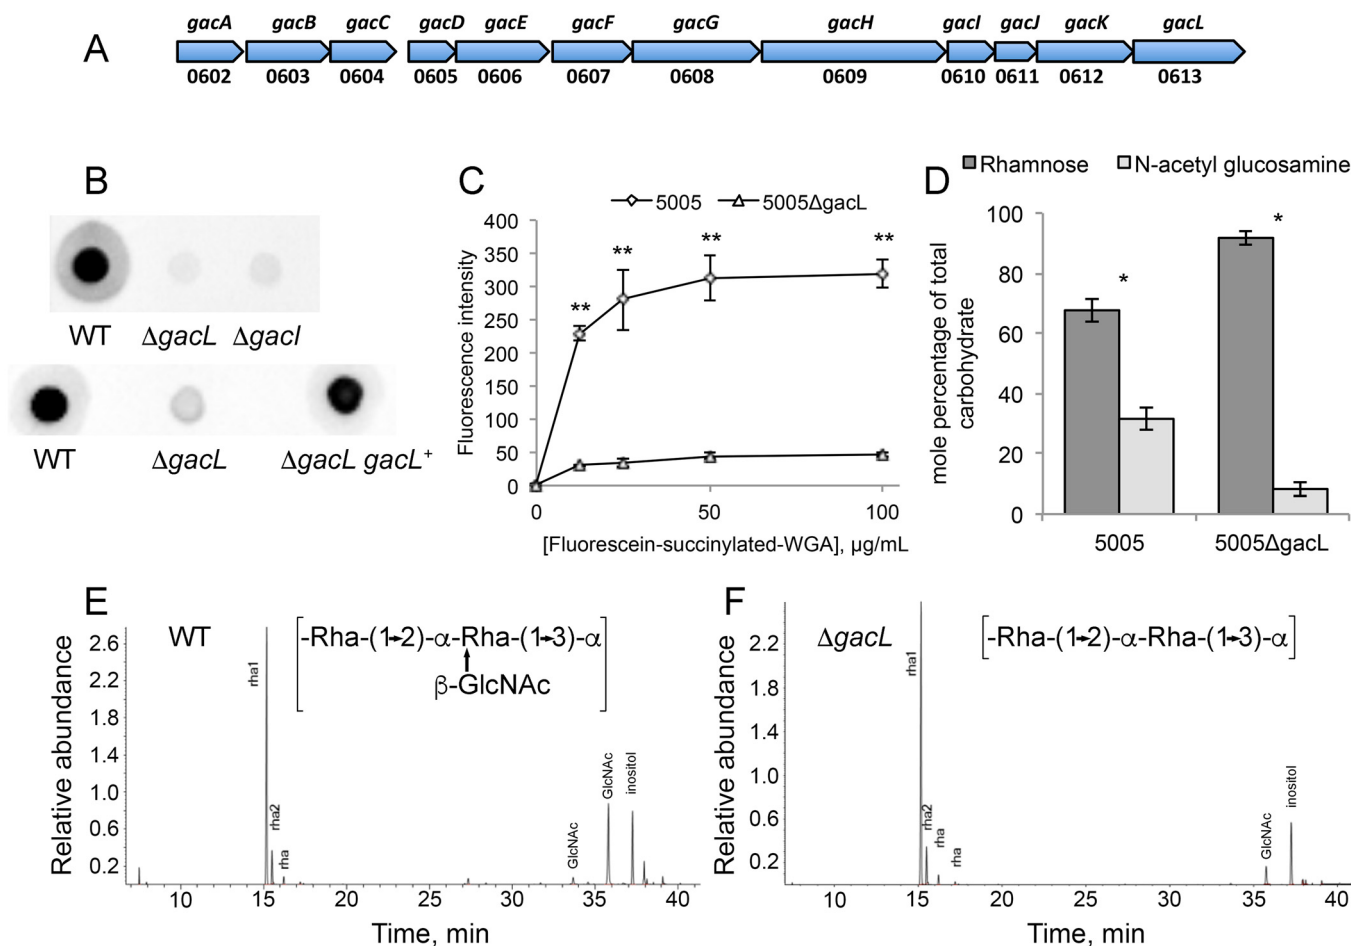 A
gacA gacB gacC gacD gacE gacF gacG gacH gacI gacJ gacK gacL
0602 0603 0604 0605 0606 0607 0608 0609 0610 0611 0612 0613
B
WT ΔgacL ΔgacI
WT ΔgacL ΔgacL gacL+
C
5005 5005ΔgacL
400
350
300
250
200
150
100
50
0
Fluorescence intensity
** ** ** **
0 50 100
[Fluorescein-succinylated-WGA], µg/mL
D
Rhamnose N-acetyl glucosamine
mole percentage of total
carbohydrate
100
80
60
40
20
0
* *
5005 5005ΔgacL
E
WT
[-Rha-(1→2)-α-Rha-(1→3)-α]
β-GlcNAc
Relative abundance
2.6
2.2
1.8
1.4
1.0
0.6
0.2
rha1
rha2
rha
GlcNAc
GlcNAc
inositol
10 15 20 25 30 35 40
Time, min
F
ΔgacL
[-Rha-(1→2)-α-Rha-(1→3)-α]
Relative abundance
2.2
1.8
1.4
1.0
0.6
0.2
rha1
rha2
rha
rha
GlcNAc
inositol
10 15 20 25 30 35 40
Time, min